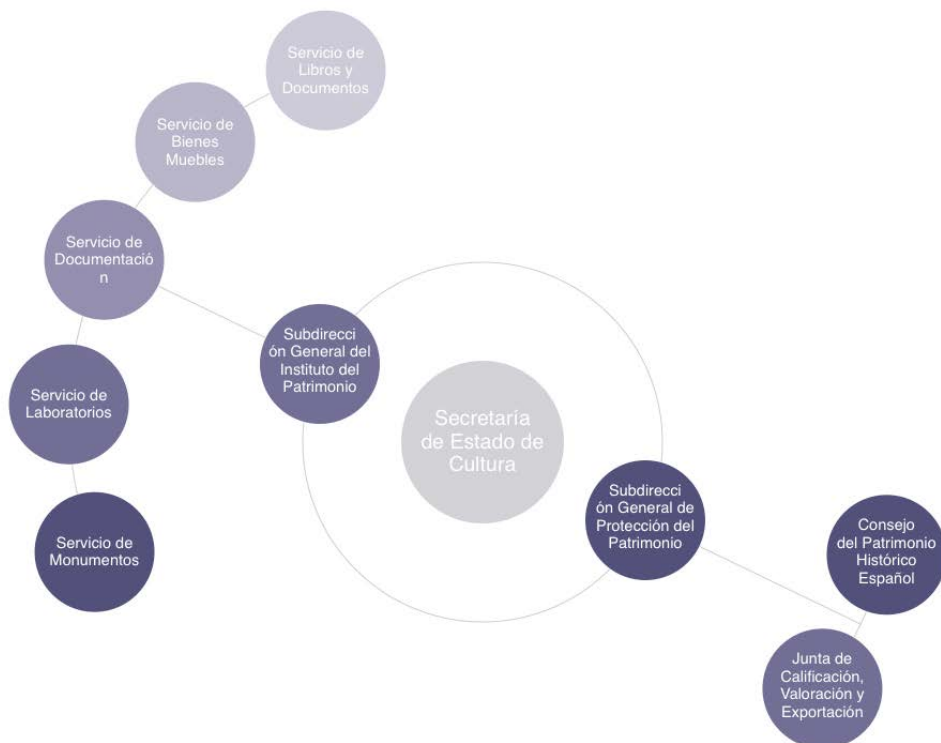 Servicio de
Libros y
Documentos
Servicio de
Bienes
Muebles
Servicio de
Documentació
n
Subdirecci
ón General del
Instituto del
Patrimonio
Servicio de
Laboratorios
Secretaría
de Estado de
Cultura
Subdirecci
ón General de
Protección del
Patrimonio
Servicio de
Monumentos
Consejo
del Patrimonio
Histórico
Español
Junta de
Calificación,
Valoración y
Exportación